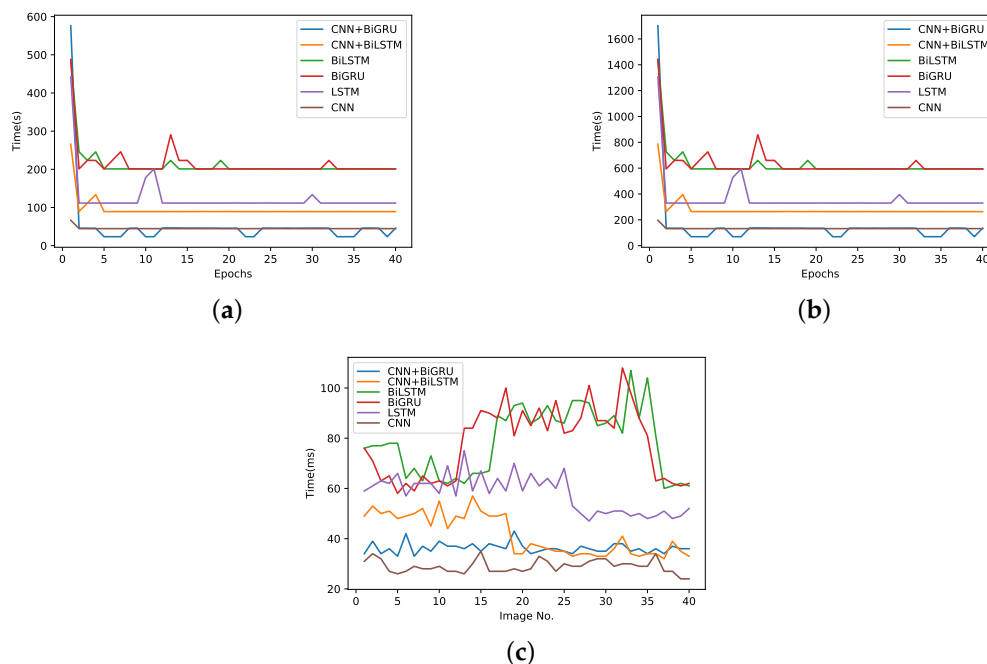 600
500
400
300
200
100
0
Time(s)
0 5 10 15 20 25 30 35 40
Epochs
CNN+BiGRU
CNN+BiLSTM
BiLSTM
BiGRU
LSTM
CNN
(a)
1600
1400
1200
1000
800
600
400
200
0
Time(s)
0 5 10 15 20 25 30 35 40
Epochs
CNN+BiGRU
CNN+BiLSTM
BiLSTM
BiGRU
LSTM
CNN
(b)
100
80
60
40
20
Time(ms)
0 5 10 15 20 25 30 35 40
Image No.
CNN+BiGRU
CNN+BiLSTM
BiLSTM
BiGRU
LSTM
CNN
(c)